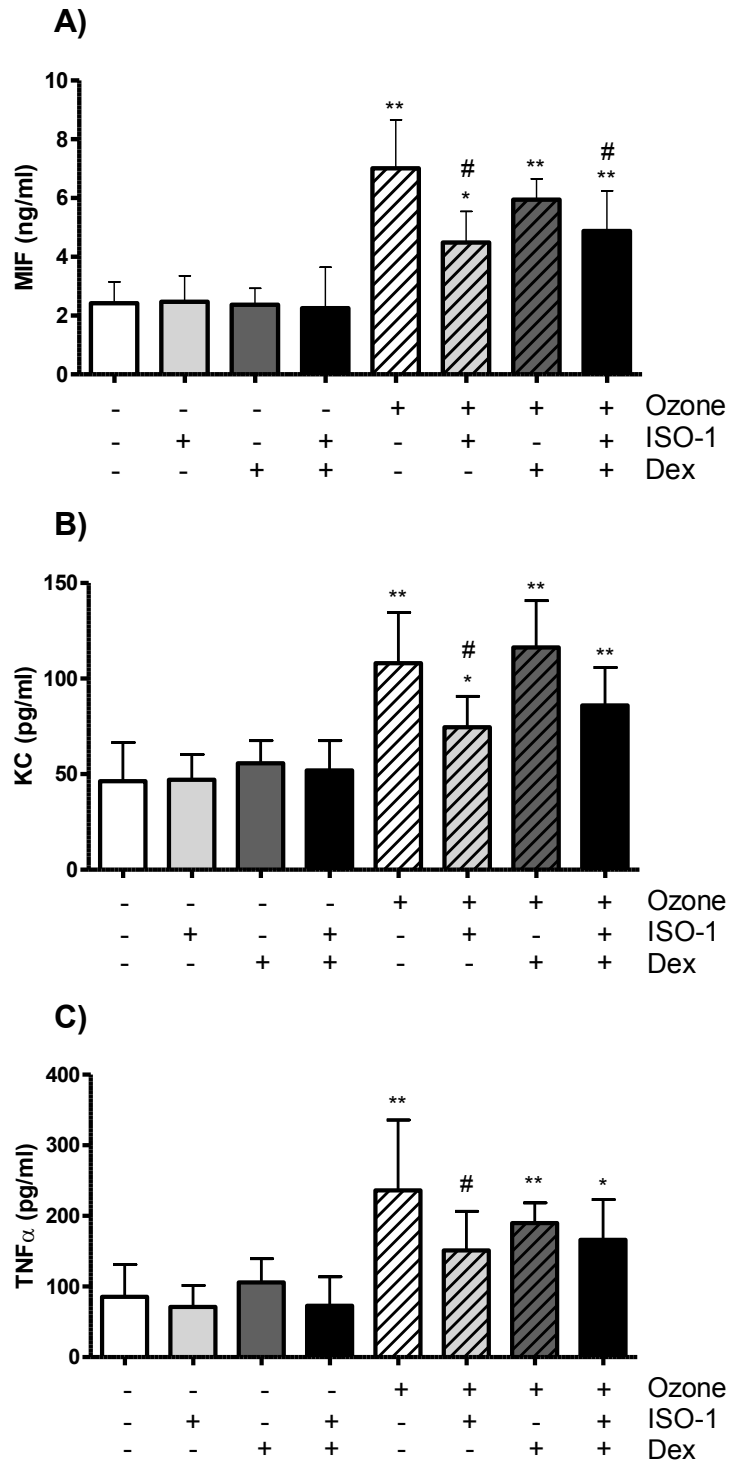 A)
10
8
6
4
2
0
MIF (ng/ml)
** # * ** # **
- - - - + + + + Ozone
- + - + - + - + ISO-1
- - + + - - + + Dex
B)
150
100
50
0
KC (pg/ml)
** # * ** **
- - - - + + + + Ozone
- + - + - + - + ISO-1
- - + + - - + + Dex
C)
400
300
200
100
0
TNFα (pg/ml)
** # ** *
- - - - + + + + Ozone
- + - + - + - + ISO-1
- - + + - - + + Dex